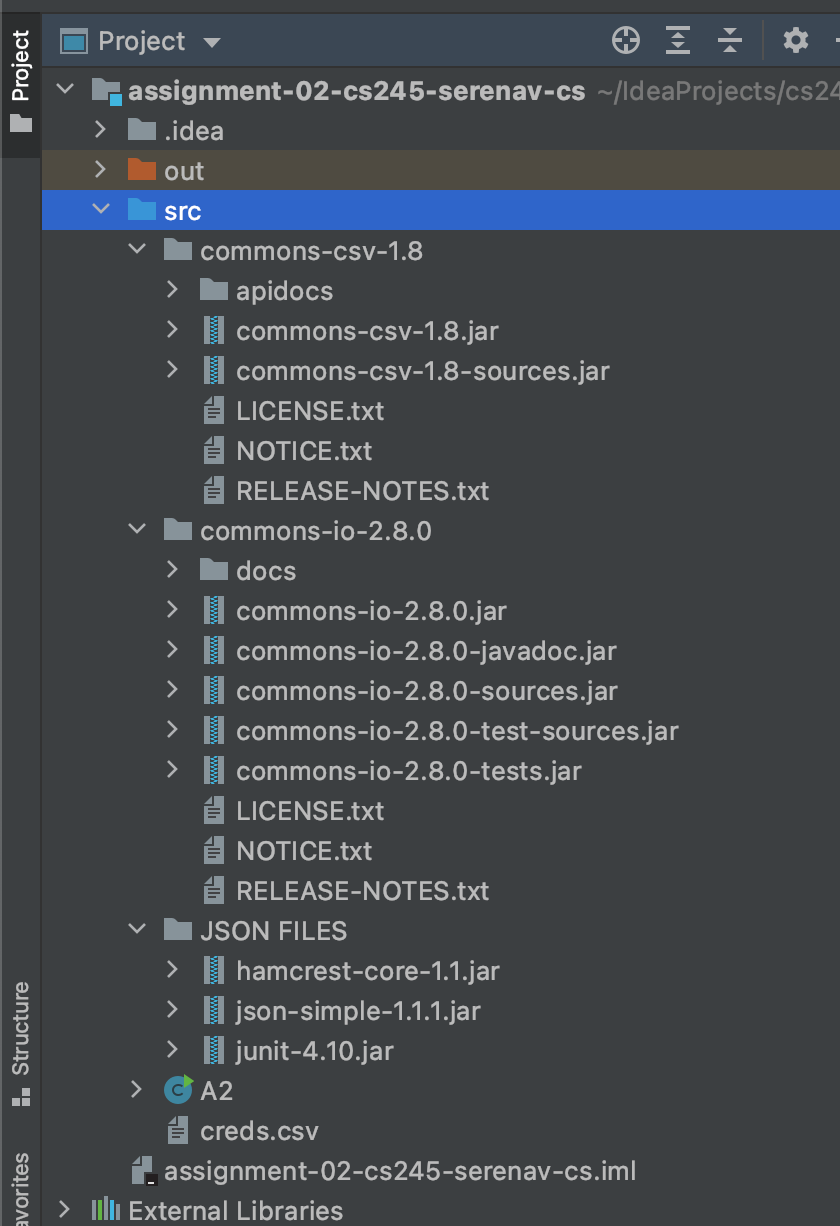 Project
Project
assignment-02-cs245-serenav-cs ~/IdeaProjects/cs24
.idea
out
src
commons-csv-1.8
apidocs
commons-csv-1.8.jar
commons-csv-1.8-sources.jar
LICENSE.txt
NOTICE.txt
RELEASE-NOTES.txt
commons-io-2.8.0
docs
commons-io-2.8.0.jar
commons-io-2.8.0-javadoc.jar
commons-io-2.8.0-sources.jar
commons-io-2.8.0-test-sources.jar
commons-io-2.8.0-tests.jar
LICENSE.txt
NOTICE.txt
RELEASE-NOTES.txt
JSON FILES
hamcrest-core-1.1.jar
json-simple-1.1.1.jar
junit-4.10.jar
A2
creds.csv
assignment-02-cs245-serenav-cs.iml
External Libraries
Structure
avorites